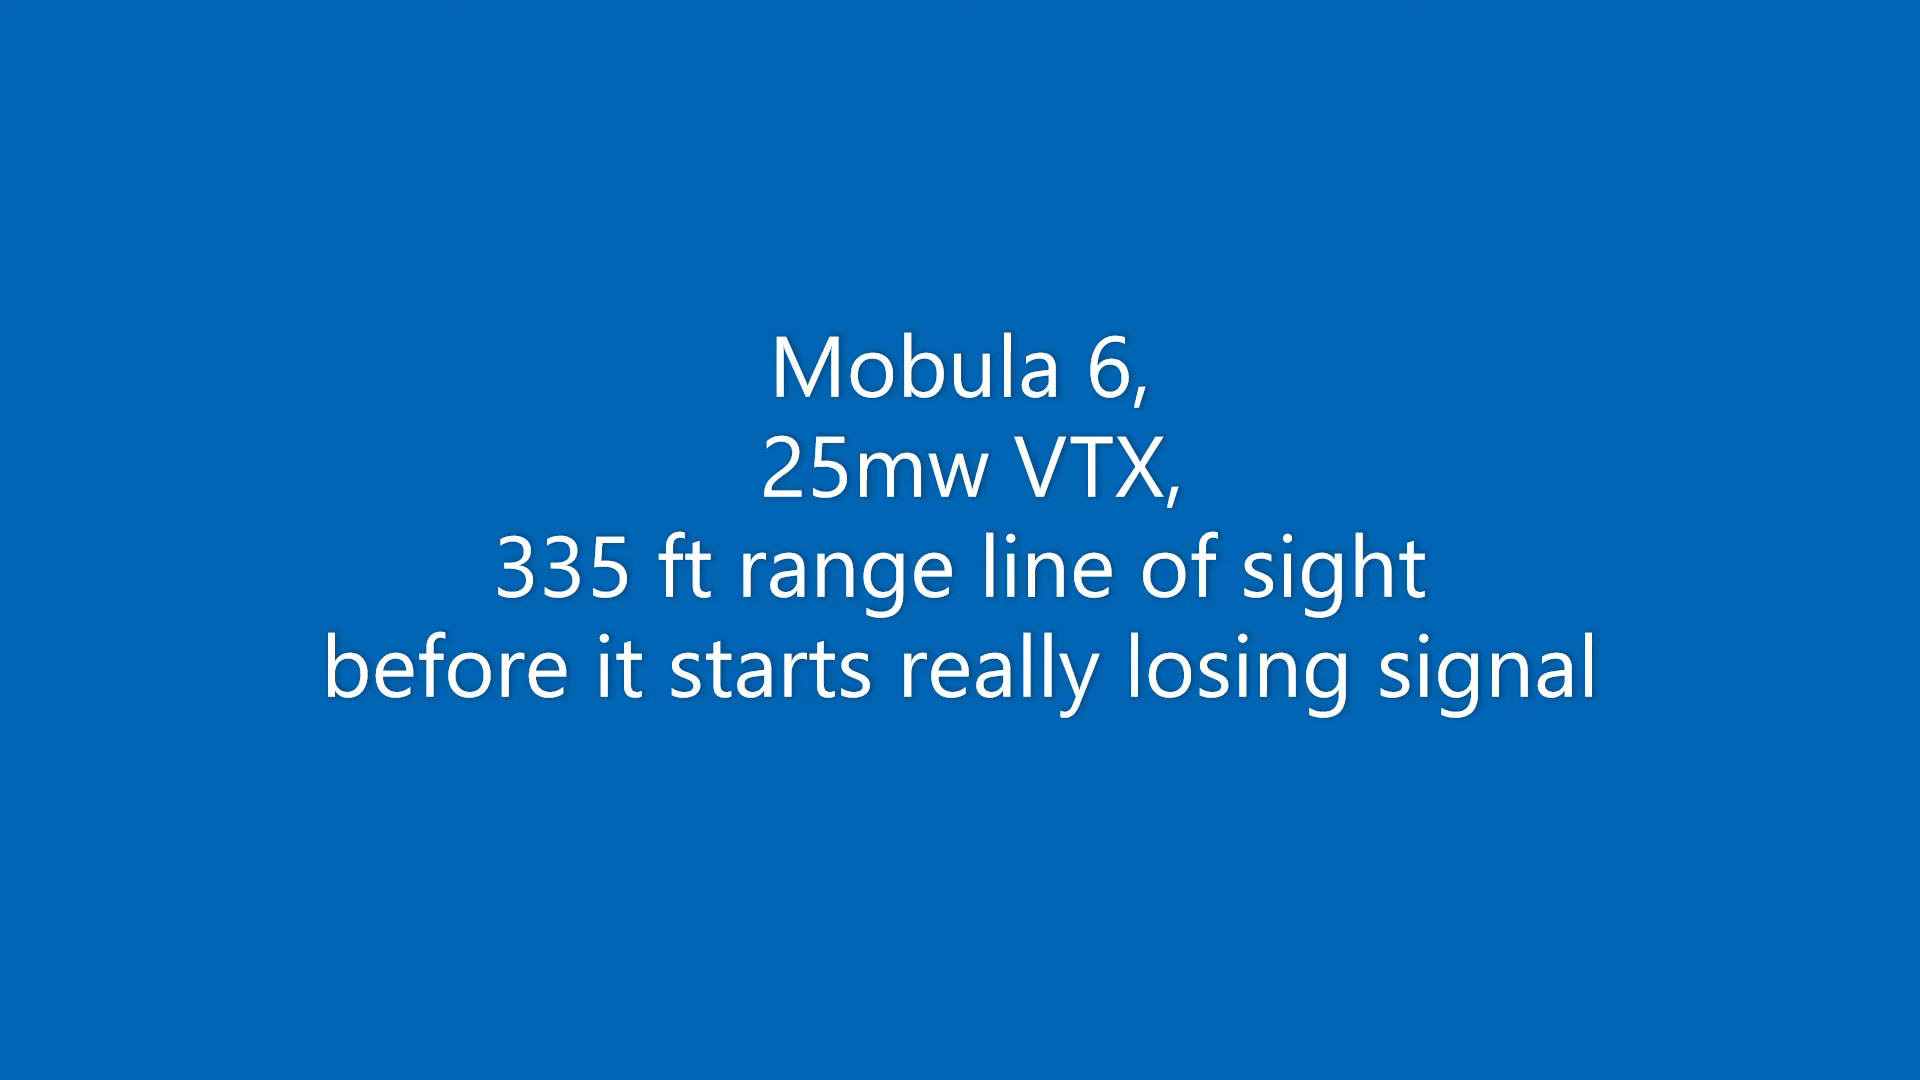 Mobula 6,
25mw VTX,
335 ft range line of sight
before it starts really losing signal